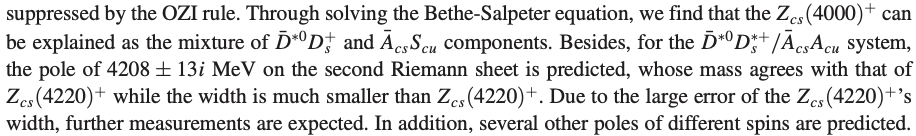 suppressed by the OZI rule. Through solving the Bethe-Salpeter equation, we find that the $Z_{cs}(4000)^+$ can
be explained as the mixture of $\bar{D}^{*0}D_s^+$ and $\bar{A}_{cs}S_{cu}$ components. Besides, for the $\bar{D}^{*0}D_s^{*+}/\bar{A}_{cs}A_{cu}$ system,
the pole of $4208 \pm 13i$ MeV on the second Riemann sheet is predicted, whose mass agrees with that of
$Z_{cs}(4220)^+$ while the width is much smaller than $Z_{cs}(4220)^+$. Due to the large error of the $Z_{cs}(4220)^+$'s
width, further measurements are expected. In addition, several other poles of different spins are predicted.